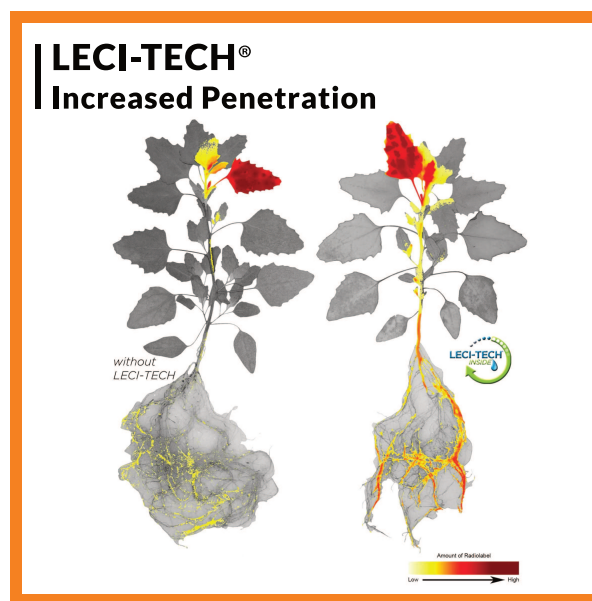 LECI-TECH®
Increased Penetration
without
LECI-TECH
LECI-TECH
INSIDE
Amount of Radiolabel
Low
High